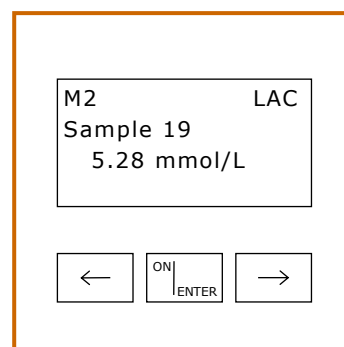 M2 LAC
Sample 19
5.28 mmol/L
ON
ENTER